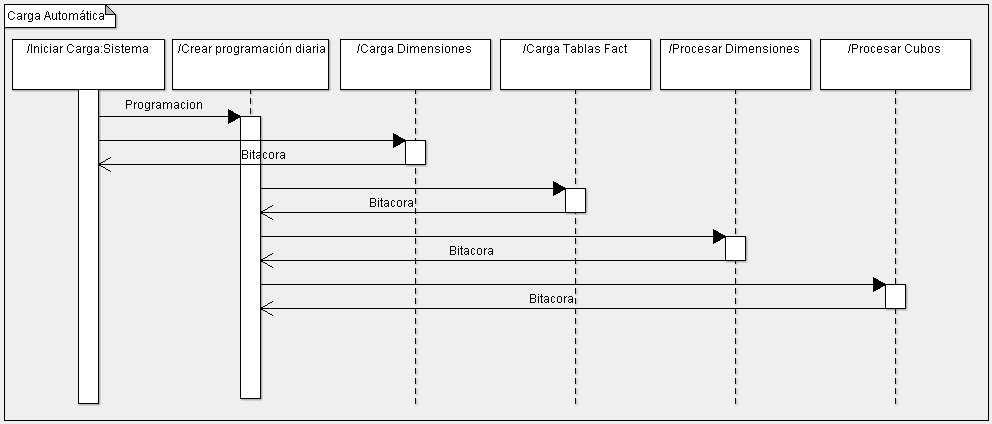 Carga Automática
/Iniciar Carga:Sistema
/Crear programación diaria
/Carga Dimensiones
/Carga Tablas Fact
/Procesar Dimensiones
/Procesar Cubos
Programacion
Bitacora
Bitacora
Bitacora
Bitacora